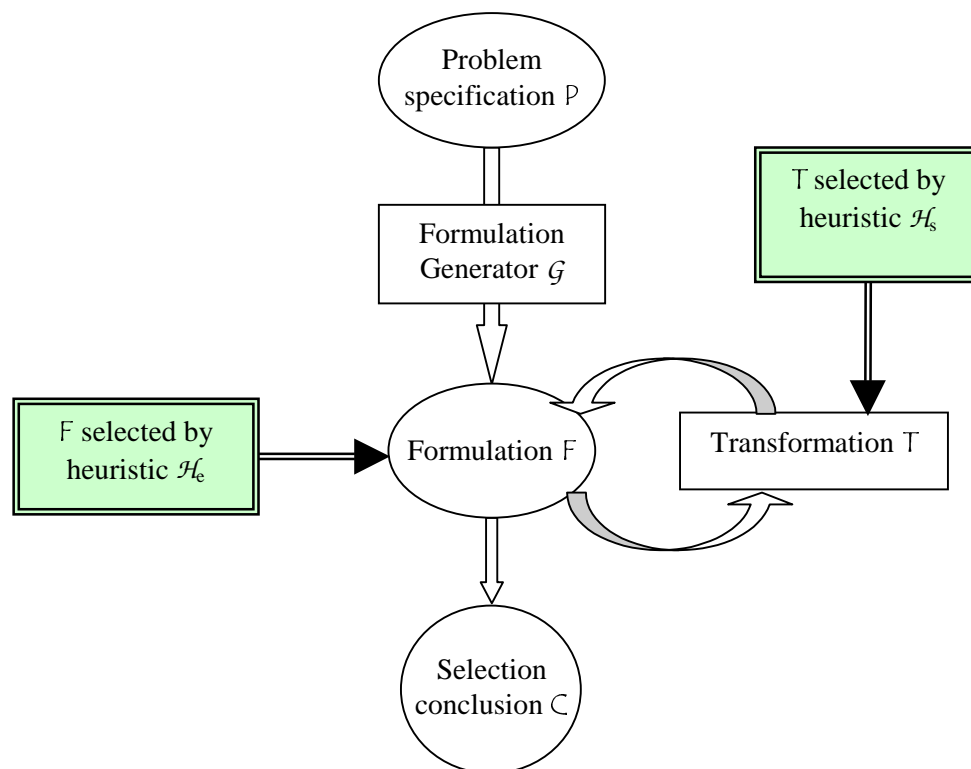 Problem
specification P
T selected by
heuristic ℋs
Formulation
Generator 𝒢
F selected by
heuristic ℋe
Formulation F
Transformation T
Selection
conclusion C